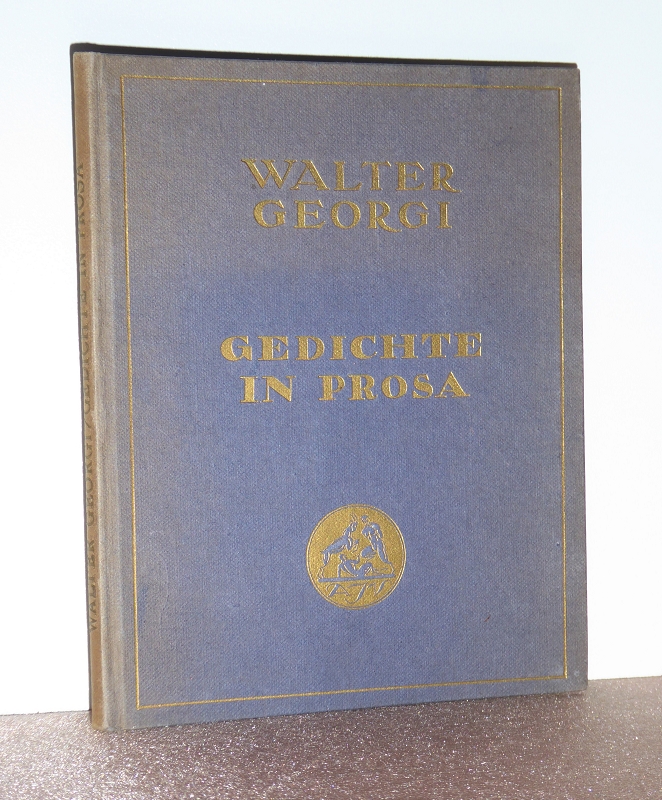 WALTER
GEORGI
GEDICHTE
IN PROSA
WALTER GEORGI / GEDICHTE IN PROSA